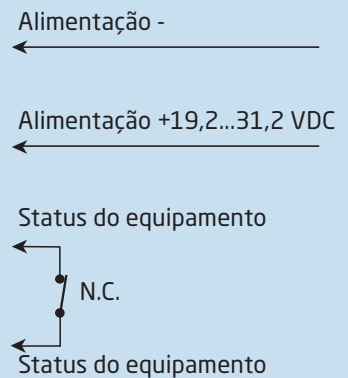 Alimentação -
Alimentação +19,2...31,2 VDC
Status do equipamento
N.C.
Status do equipamento